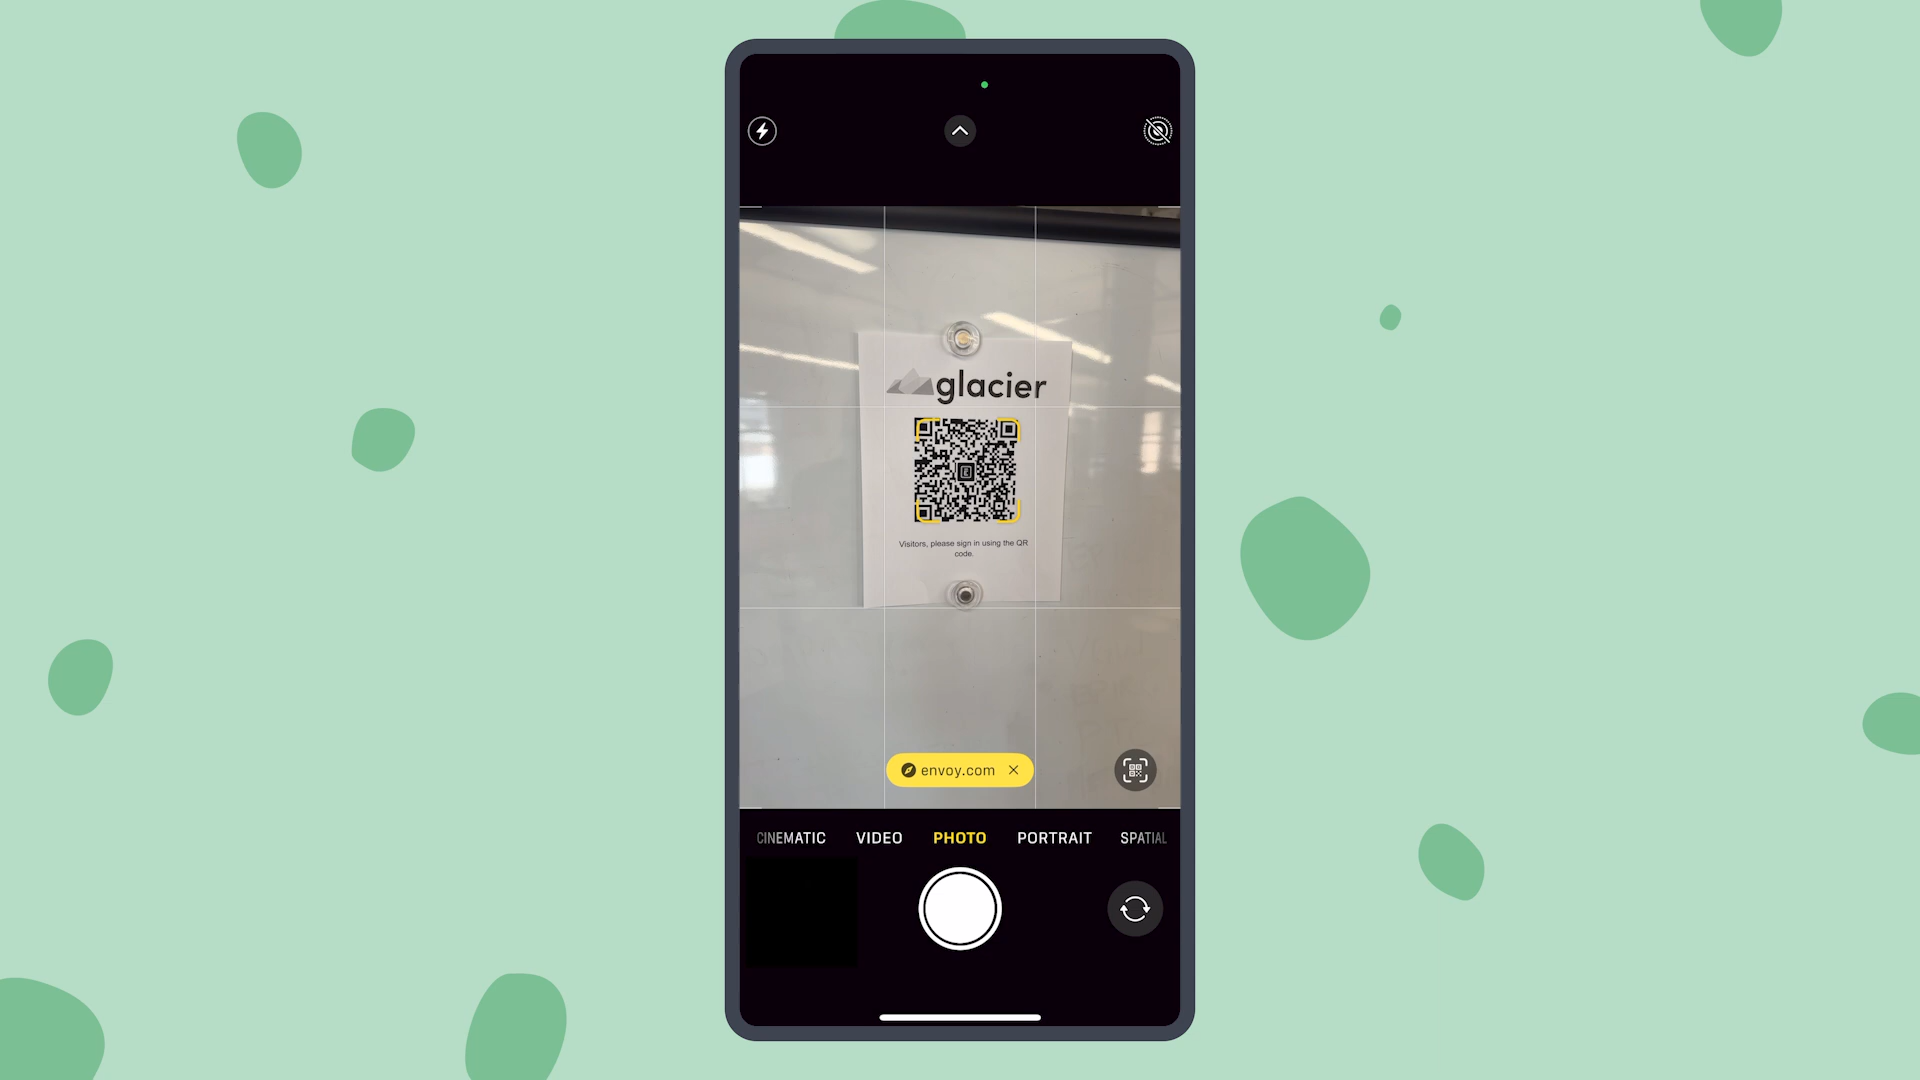 glacier
Visitors, please sign in using the QR
code.
envoy.com
CINEMATIC VIDEO PHOTO PORTRAIT SPATIAL